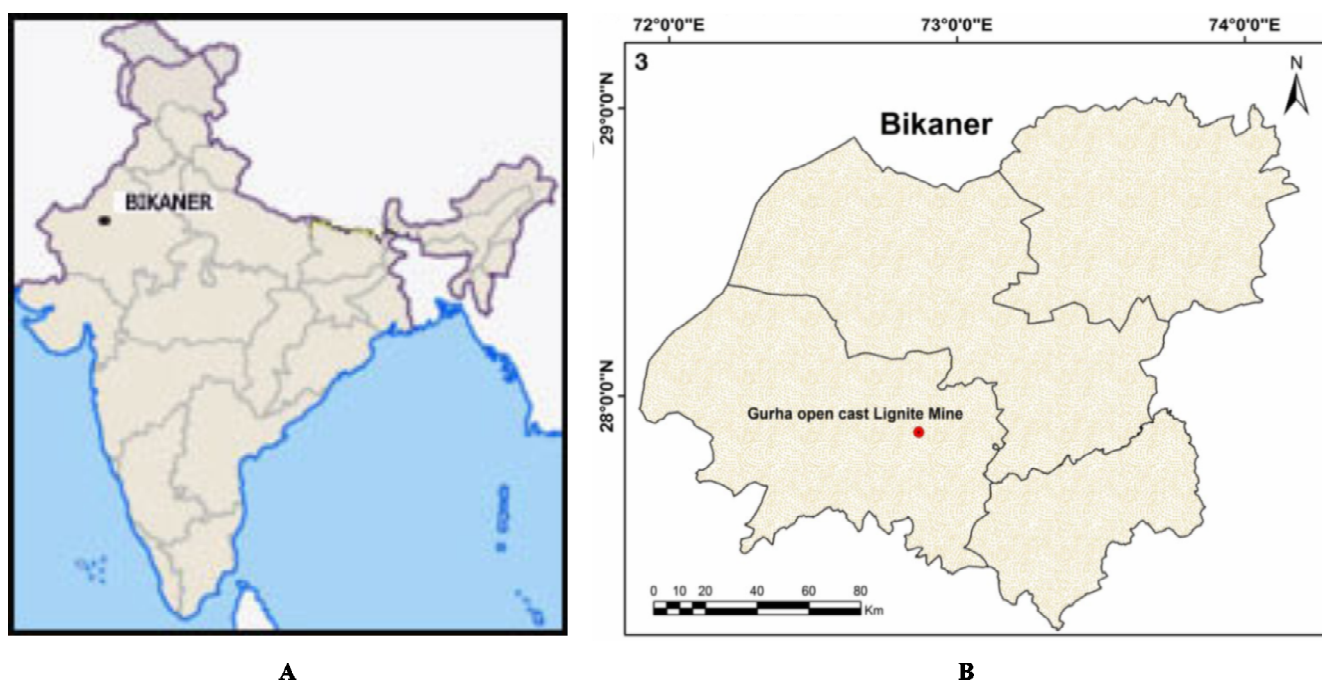 BIKANER
A
72°0'0"E
73°0'0"E
74°0'0"E
3
N
29°0'0"N
Bikaner
28°0'0"N
Gurha open cast Lignite Mine
0 10 20 40 60 80
Km
B